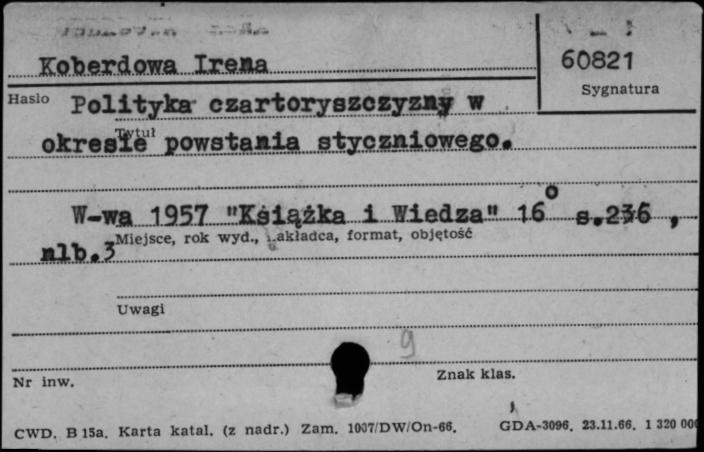 Koberdowa Irena
60821
Sygnatura
Hasło
Polityka czartoryszczyzny w
Tytuł
okresie powstania styczniowego.
W-wa 1957 "Książka i Wiedza" 16o s.236 ,
Miejsce, rok wyd., nakładca, format, objętość
nlb.3
Uwagi
9
Nr inw.
Znak klas.
CWD. B 15a. Karta katal. (z nadr.) Zam. 1007/DW/On-66. GDA-3096. 23.11.66. 1 320 000